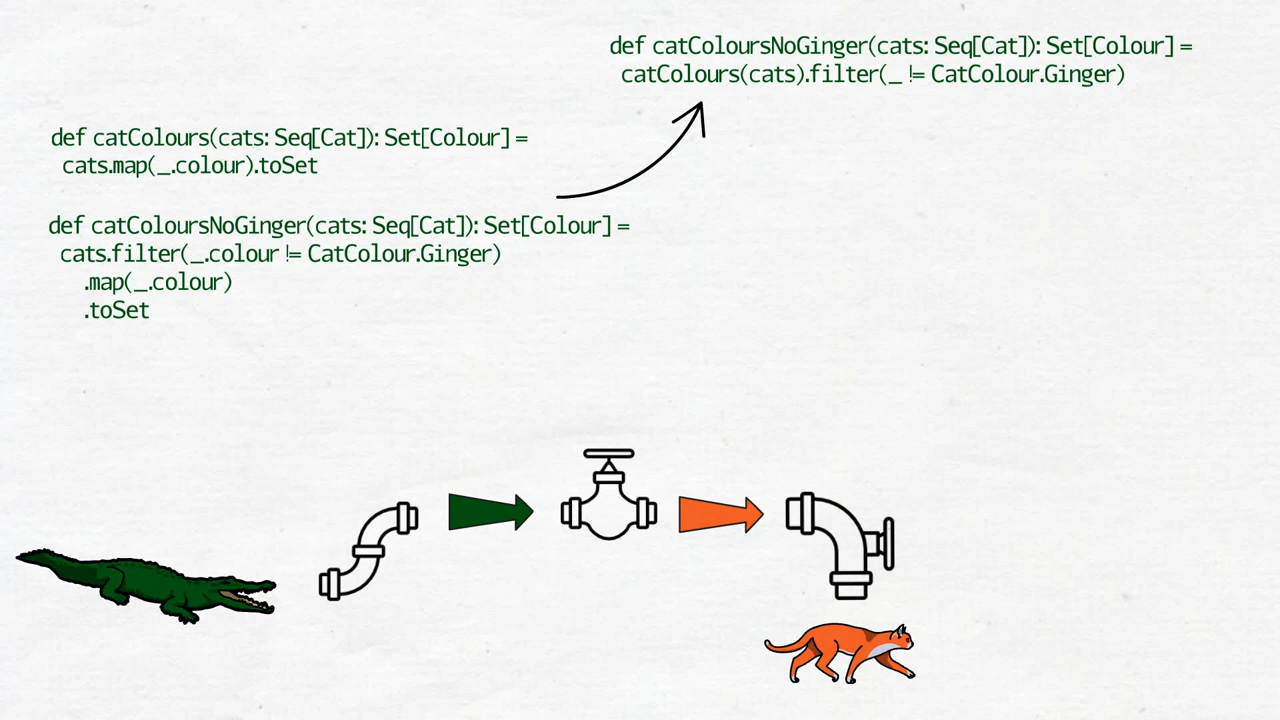 def catColoursNoGinger(cats: Seq[Cat]): Set[Colour] =
catColours(cats).filter(_ != CatColour.Ginger)
def catColours(cats: Seq[Cat]): Set[Colour] =
cats.map(_.colour).toSet
def catColoursNoGinger(cats: Seq[Cat]): Set[Colour] =
cats.filter(_.colour != CatColour.Ginger)
.map(_.colour)
.toSet